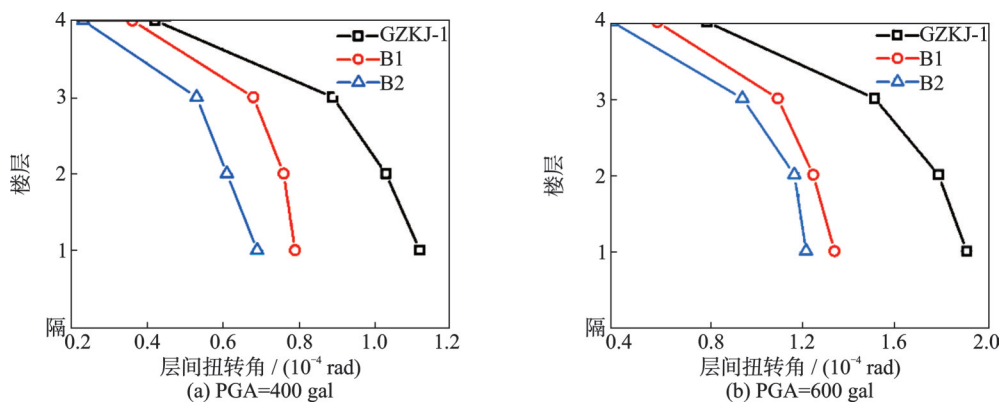 4
3
2
1
隔
楼层
GZKJ-1
B1
B2
0.2 0.4 0.6 0.8 1.0 1.2
层间扭转角 / (10⁻⁴ rad)
(a) PGA=400 gal
4
3
2
1
隔
楼层
GZKJ-1
B1
B2
0.4 0.8 1.2 1.6 2.0
层间扭转角 / (10⁻⁴ rad)
(b) PGA=600 gal